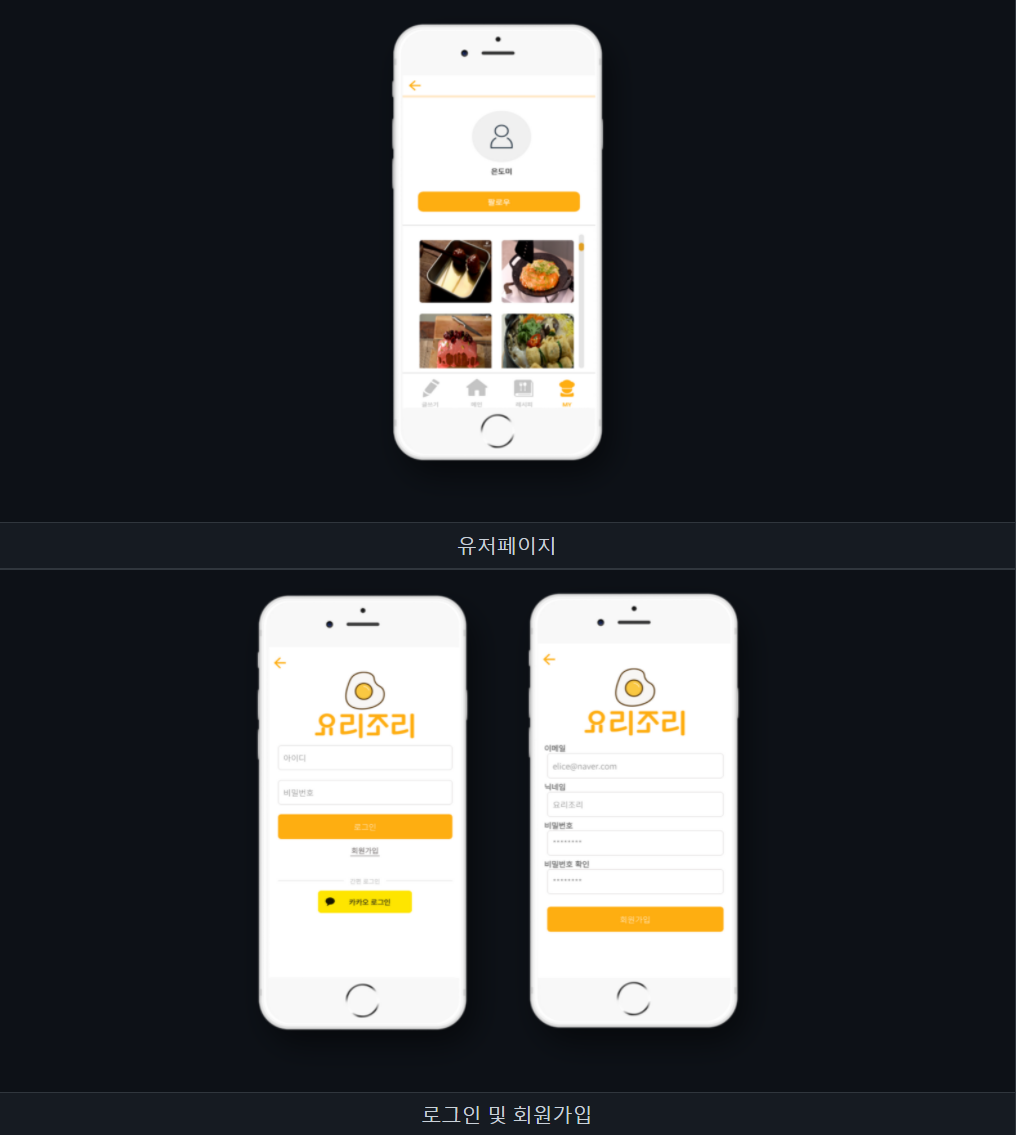 팔로우
글쓰기
메인
레시피
MY
유저페이지
요리조리
아이디
비밀번호
로그인
회원가입
간편 로그인
카카오 로그인
요리조리
이메일
elice@naver.com
닉네임
요리조리
비밀번호
********
비밀번호 확인
********
회원가입
로그인 및 회원가입